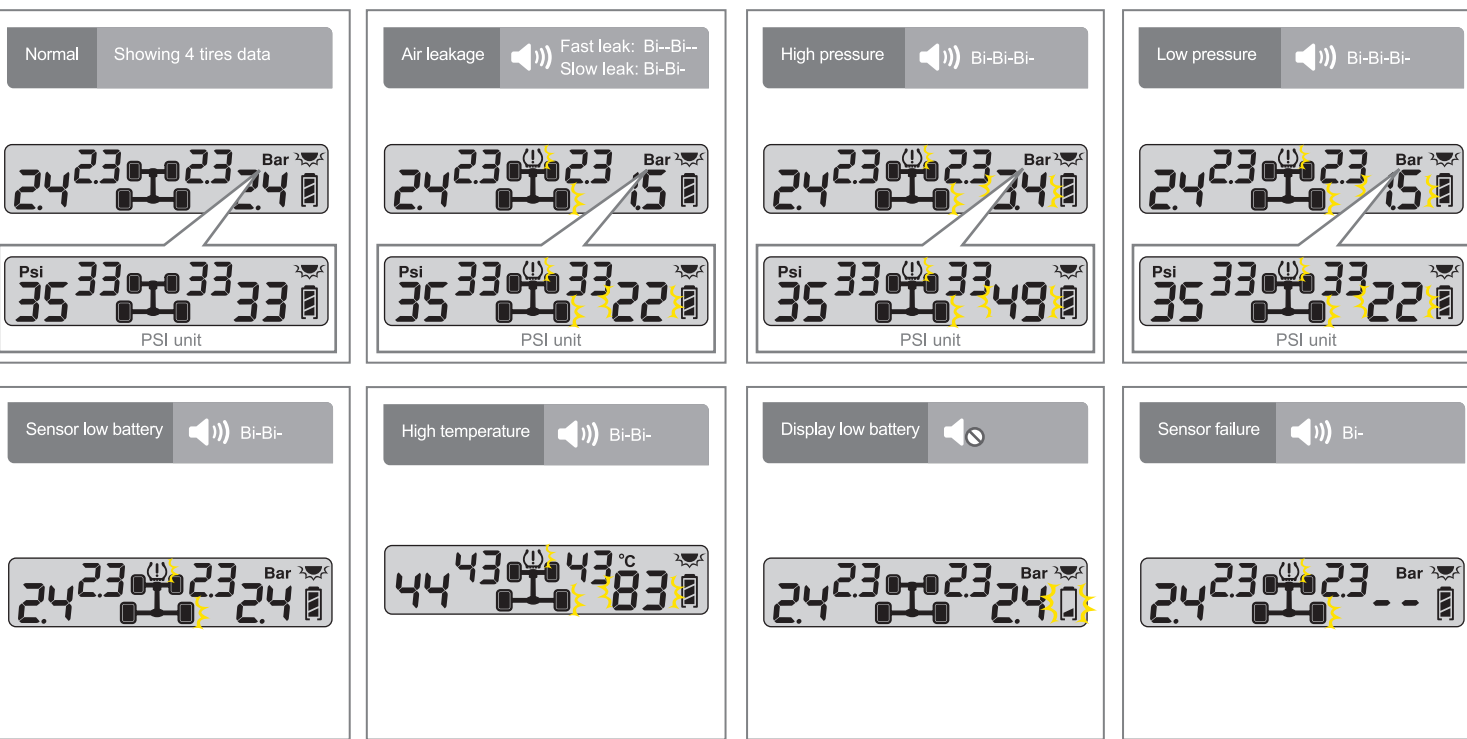 Normal
Showing 4 tires data
2.4 2.3 2.3 Bar 2.4
Psi
35 33 33 33
PSI unit
Air leakage
Fast leak: Bi--Bi--
Slow leak: Bi-Bi-
2.4 2.3 (!) 2.3 Bar 1.5
Psi
35 33 (!) 33 22
PSI unit
High pressure
Bi-Bi-Bi-
2.4 2.3 (!) 2.3 Bar 3.4
Psi
35 33 (!) 33 49
PSI unit
Low pressure
Bi-Bi-Bi-
2.4 2.3 (!) 2.3 Bar 1.5
Psi
35 33 (!) 33 22
PSI unit
Sensor low battery
Bi-Bi-
2.4 2.3 (!) 2.3 Bar 2.4
High temperature
Bi-Bi-
44 43 (!) 43 °C 83
Display low battery
2.4 2.3 2.3 Bar 2.4
Sensor failure
Bi-
2.4 2.3 (!) 2.3 Bar --